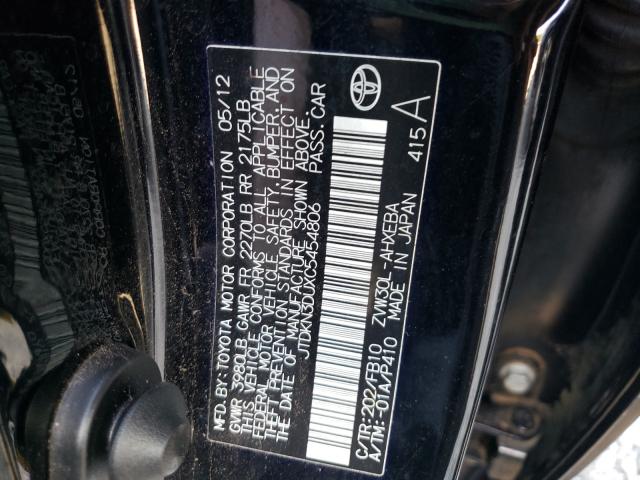 MFD. BY: TOYOTA MOTOR CORPORATION 05/12
GVWR 3980LB GAWR FR 2270LB RR 2175LB
THIS VEHICLE CONFORMS TO ALL APPLICABLE
FEDERAL MOTOR VEHICLE SAFETY, BUMPER, AND
THEFT PREVENTION STANDARDS IN EFFECT ON
THE DATE OF MANUFACTURE SHOWN ABOVE.
JTDKN3DUXC5454806 PASS. CAR
C/TR:202/FB10 ZVW30L-AHXEBA 415 A
A/TM:-01A/P410 MADE IN JAPAN